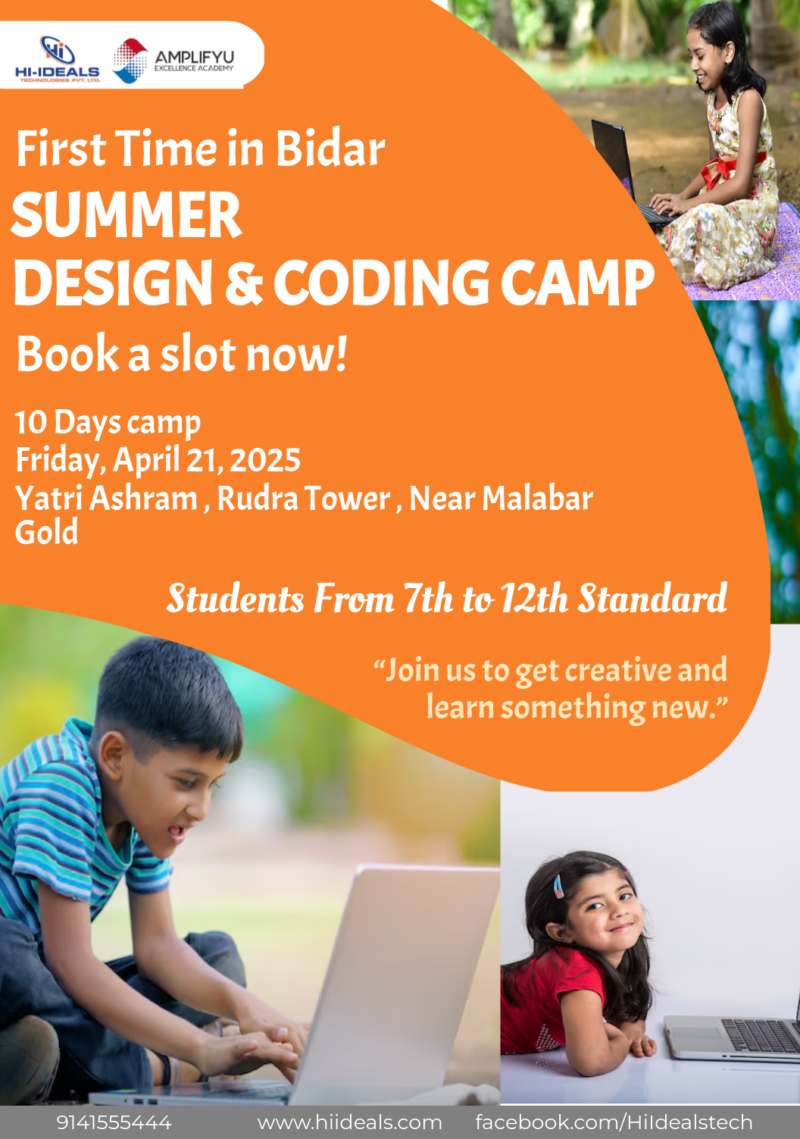 HI-IDEALS
TECHNOLOGIES PVT. LTD.
AMPLIFYU
EXCELLENCE ACADEMY
First Time in Bidar
SUMMER
DESIGN & CODING CAMP
Book a slot now!
10 Days camp
Friday, April 21, 2025
Yatri Ashram , Rudra Tower , Near Malabar
Gold
Students From 7th to 12th Standard
“Join us to get creative and
learn something new.”
9141555444 www.hiideals.com facebook.com/HiIdealstech